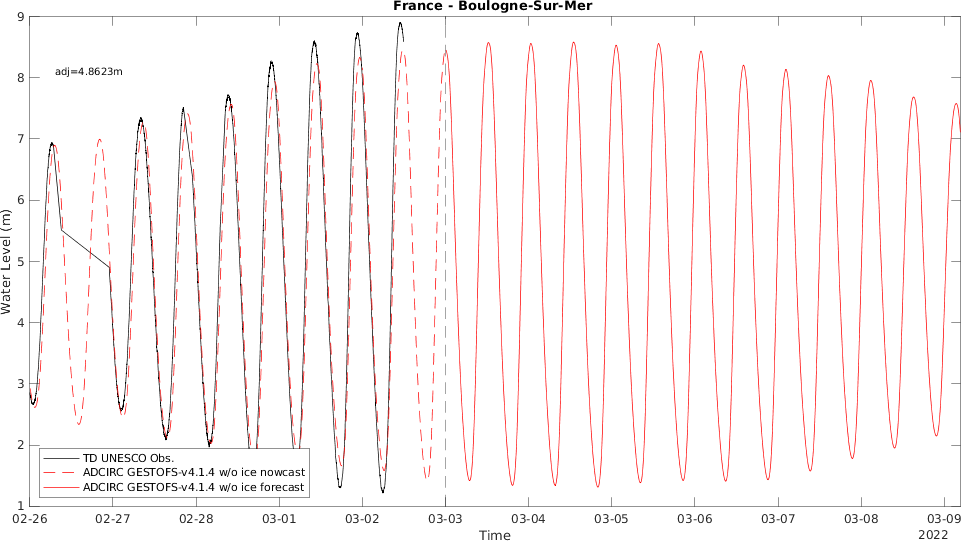 France - Boulogne-Sur-Mer
9
adj=4.8623m
8
7
6
5
4
3
2
1
Water Level (m)
TD UNESCO Obs.
ADCIRC GESTOFS-v4.1.4 w/o ice nowcast
ADCIRC GESTOFS-v4.1.4 w/o ice forecast
02-26 02-27 02-28 03-01 03-02 03-03 03-04 03-05 03-06 03-07 03-08 03-09
Time
2022